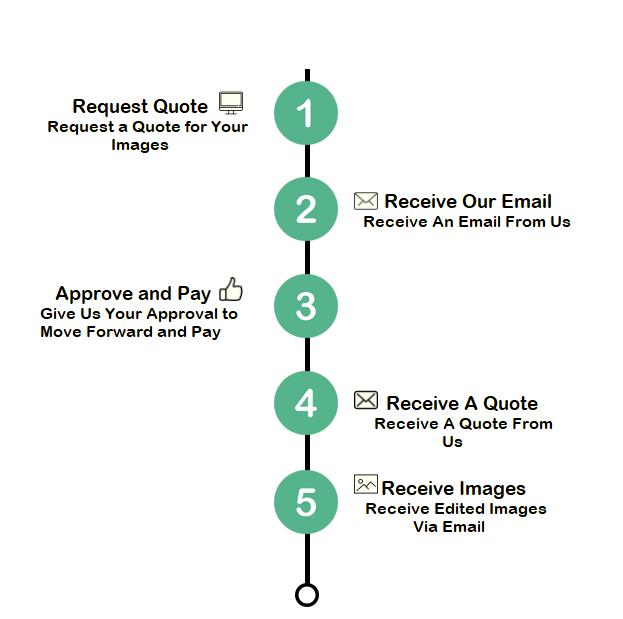 Request Quote
Request a Quote for Your
Images
1
2
Receive Our Email
Receive An Email From Us
Approve and Pay
Give Us Your Approval to
Move Forward and Pay
3
4
Receive A Quote
Receive A Quote From
Us
5
Receive Images
Receive Edited Images
Via Email